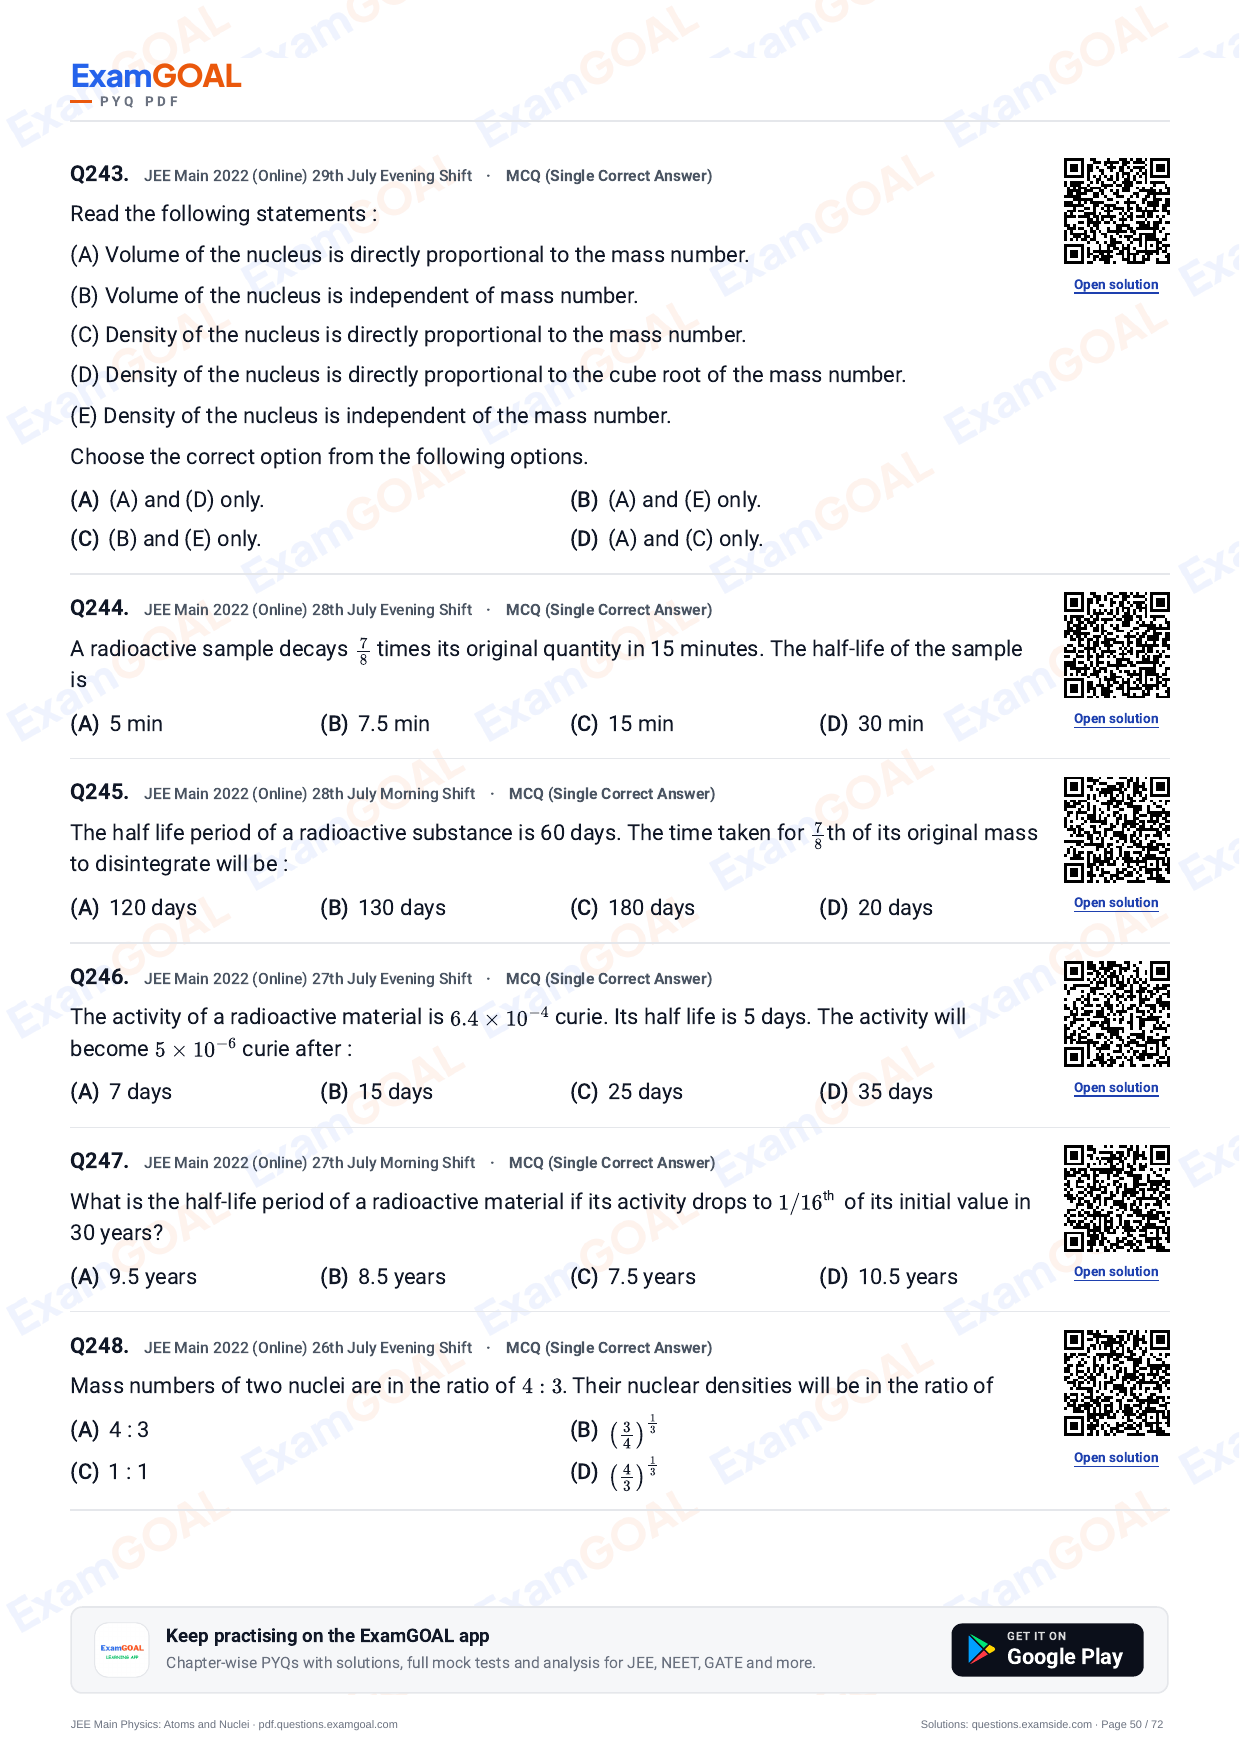 ExamGOAL
PYQ PDF
Q243. JEE Main 2022 (Online) 29th July Evening Shift · MCQ (Single Correct Answer)
Read the following statements :
(A) Volume of the nucleus is directly proportional to the mass number.
(B) Volume of the nucleus is independent of mass number.
(C) Density of the nucleus is directly proportional to the mass number.
(D) Density of the nucleus is directly proportional to the cube root of the mass number.
(E) Density of the nucleus is independent of the mass number.
Choose the correct option from the following options.
(A) (A) and (D) only. (B) (A) and (E) only.
(C) (B) and (E) only. (D) (A) and (C) only.
Open solution
Q244. JEE Main 2022 (Online) 28th July Evening Shift · MCQ (Single Correct Answer)
A radioactive sample decays 7/8 times its original quantity in 15 minutes. The half-life of the sample
is
(A) 5 min (B) 7.5 min (C) 15 min (D) 30 min
Open solution
Q245. JEE Main 2022 (Online) 28th July Morning Shift · MCQ (Single Correct Answer)
The half life period of a radioactive substance is 60 days. The time taken for 7/8th of its original mass
to disintegrate will be :
(A) 120 days (B) 130 days (C) 180 days (D) 20 days
Open solution
Q246. JEE Main 2022 (Online) 27th July Evening Shift · MCQ (Single Correct Answer)
The activity of a radioactive material is 6.4 × 10⁻⁴ curie. Its half life is 5 days. The activity will
become 5 × 10⁻⁶ curie after :
(A) 7 days (B) 15 days (C) 25 days (D) 35 days
Open solution
Q247. JEE Main 2022 (Online) 27th July Morning Shift · MCQ (Single Correct Answer)
What is the half-life period of a radioactive material if its activity drops to 1/16th of its initial value in
30 years?
(A) 9.5 years (B) 8.5 years (C) 7.5 years (D) 10.5 years
Open solution
Q248. JEE Main 2022 (Online) 26th July Evening Shift · MCQ (Single Correct Answer)
Mass numbers of two nuclei are in the ratio of 4 : 3. Their nuclear densities will be in the ratio of
(A) 4 : 3 (B) (3/4)^(1/3)
(C) 1 : 1 (D) (4/3)^(1/3)
Open solution
ExamGOAL
LEARNING APP
Keep practising on the ExamGOAL app
Chapter-wise PYQs with solutions, full mock tests and analysis for JEE, NEET, GATE and more.
GET IT ON
Google Play
JEE Main Physics: Atoms and Nuclei · pdf.questions.examgoal.com
Solutions: questions.examside.com · Page 50 / 72